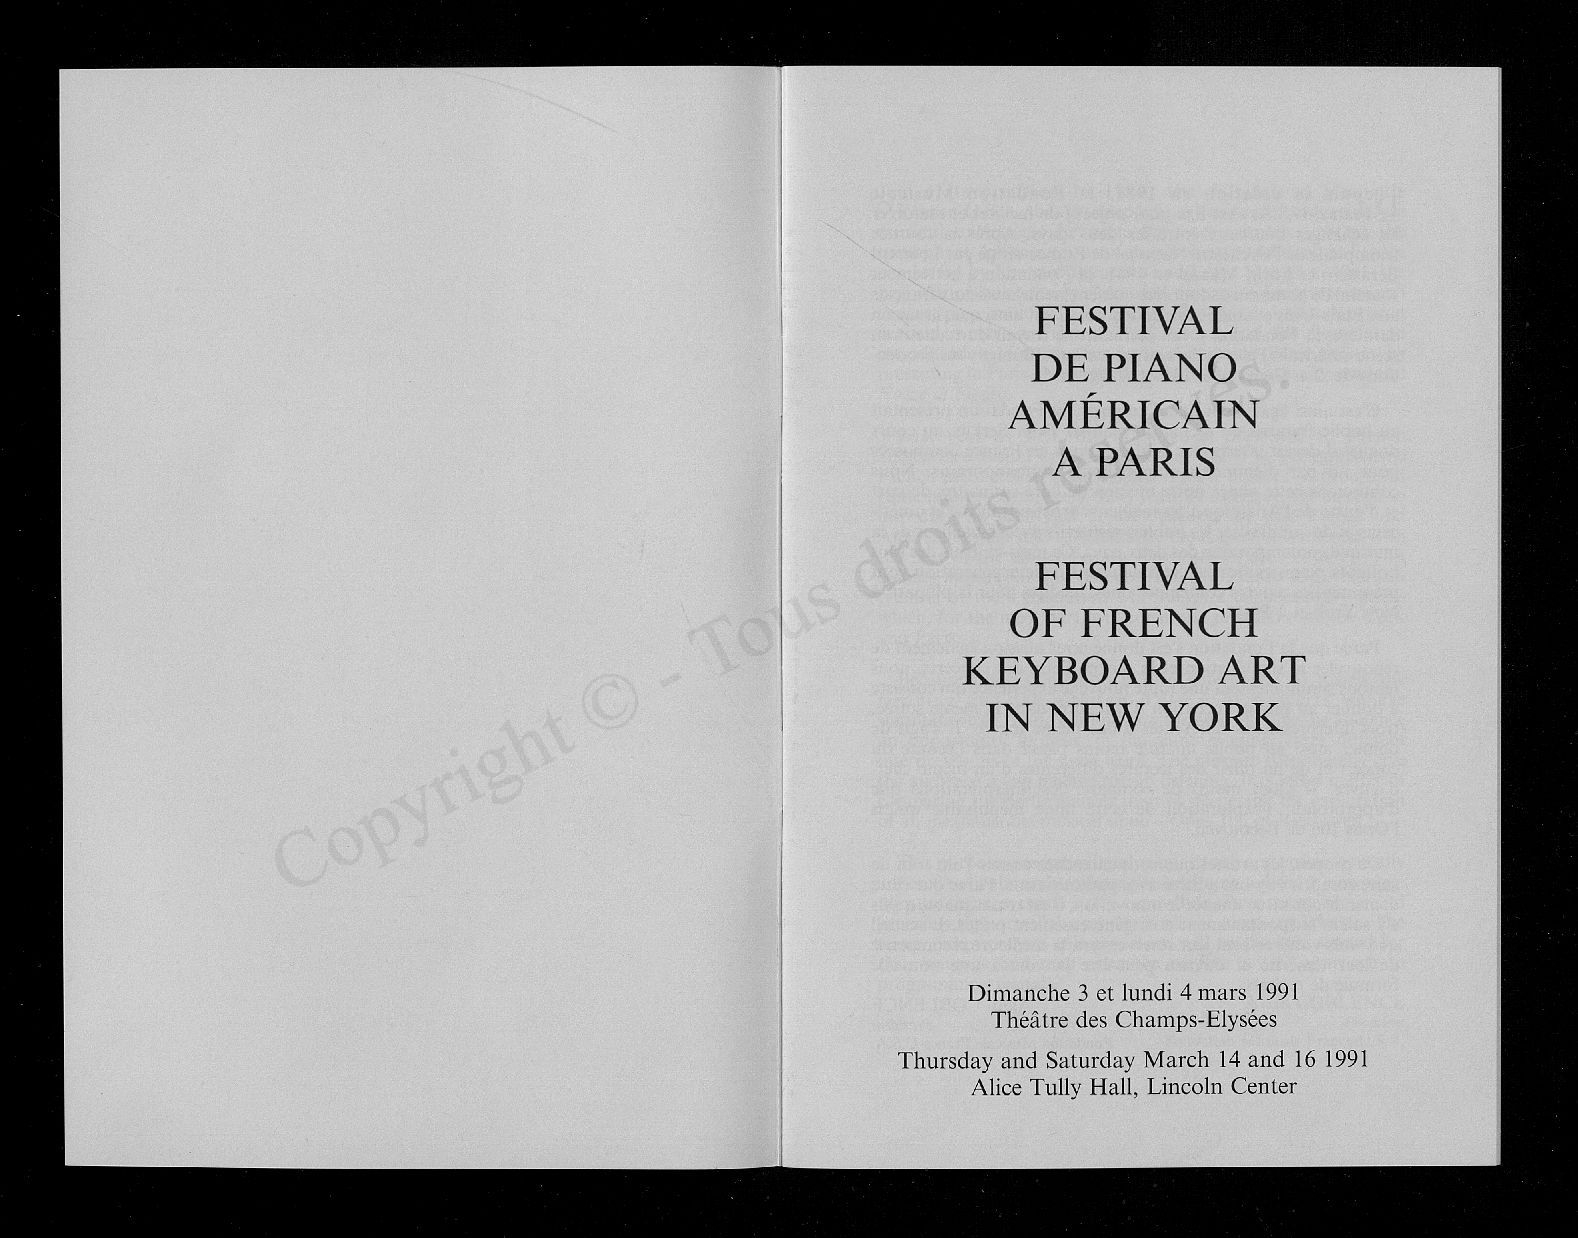 FESTIVAL
DE PIANO
AMÉRICAIN
A PARIS
FESTIVAL
OF FRENCH
KEYBOARD ART
IN NEW YORK
Dimanche 3 et lundi 4 mars 1991
Théâtre des Champs-Elysées
Thursday and Saturday March 14 and 16 1991
Alice Tully Hall, Lincoln Center
Copyright © - Tous droits réservés.